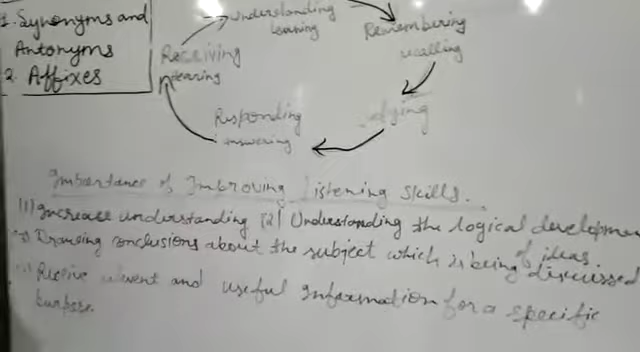 1. Synonyms and
Antonyms
2. Affixes
Understanding
learning
Remembering
recalling
Receiving
hearing
Responding
answering
Importance of Improving Listening Skills.
(1) Increase understanding (2) Understanding the logical developmen
of ideas.
Drawing conclusions about the subject which is being discussed
Receive and useful information for a specific
purpose.